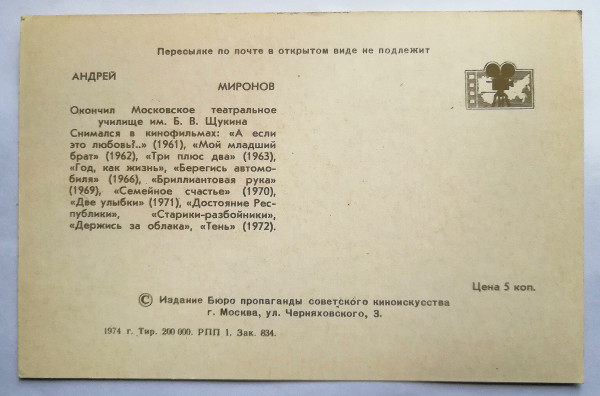 Пересылке по почте в открытом виде не подлежит
АНДРЕЙ
МИРОНОВ
Окончил Московское театральное
училище им. Б. В. Щукина
Снимался в кинофильмах: «А если
это любовь?..» (1961), «Мой младший
брат» (1962), «Три плюс два» (1963),
«Год, как жизнь», «Берегись автомо-
биля» (1966), «Бриллиантовая рука»
(1969), «Семейное счастье» (1970),
«Две улыбки» (1971), «Достояние Рес-
публики», «Старики-разбойники»,
«Держись за облака», «Тень» (1972).
Цена 5 коп.
© Издание Бюро пропаганды советского киноискусства
г. Москва, ул. Черняховского, 3.
1974 г. Тир. 200 000. РПП 1. Зак. 834.